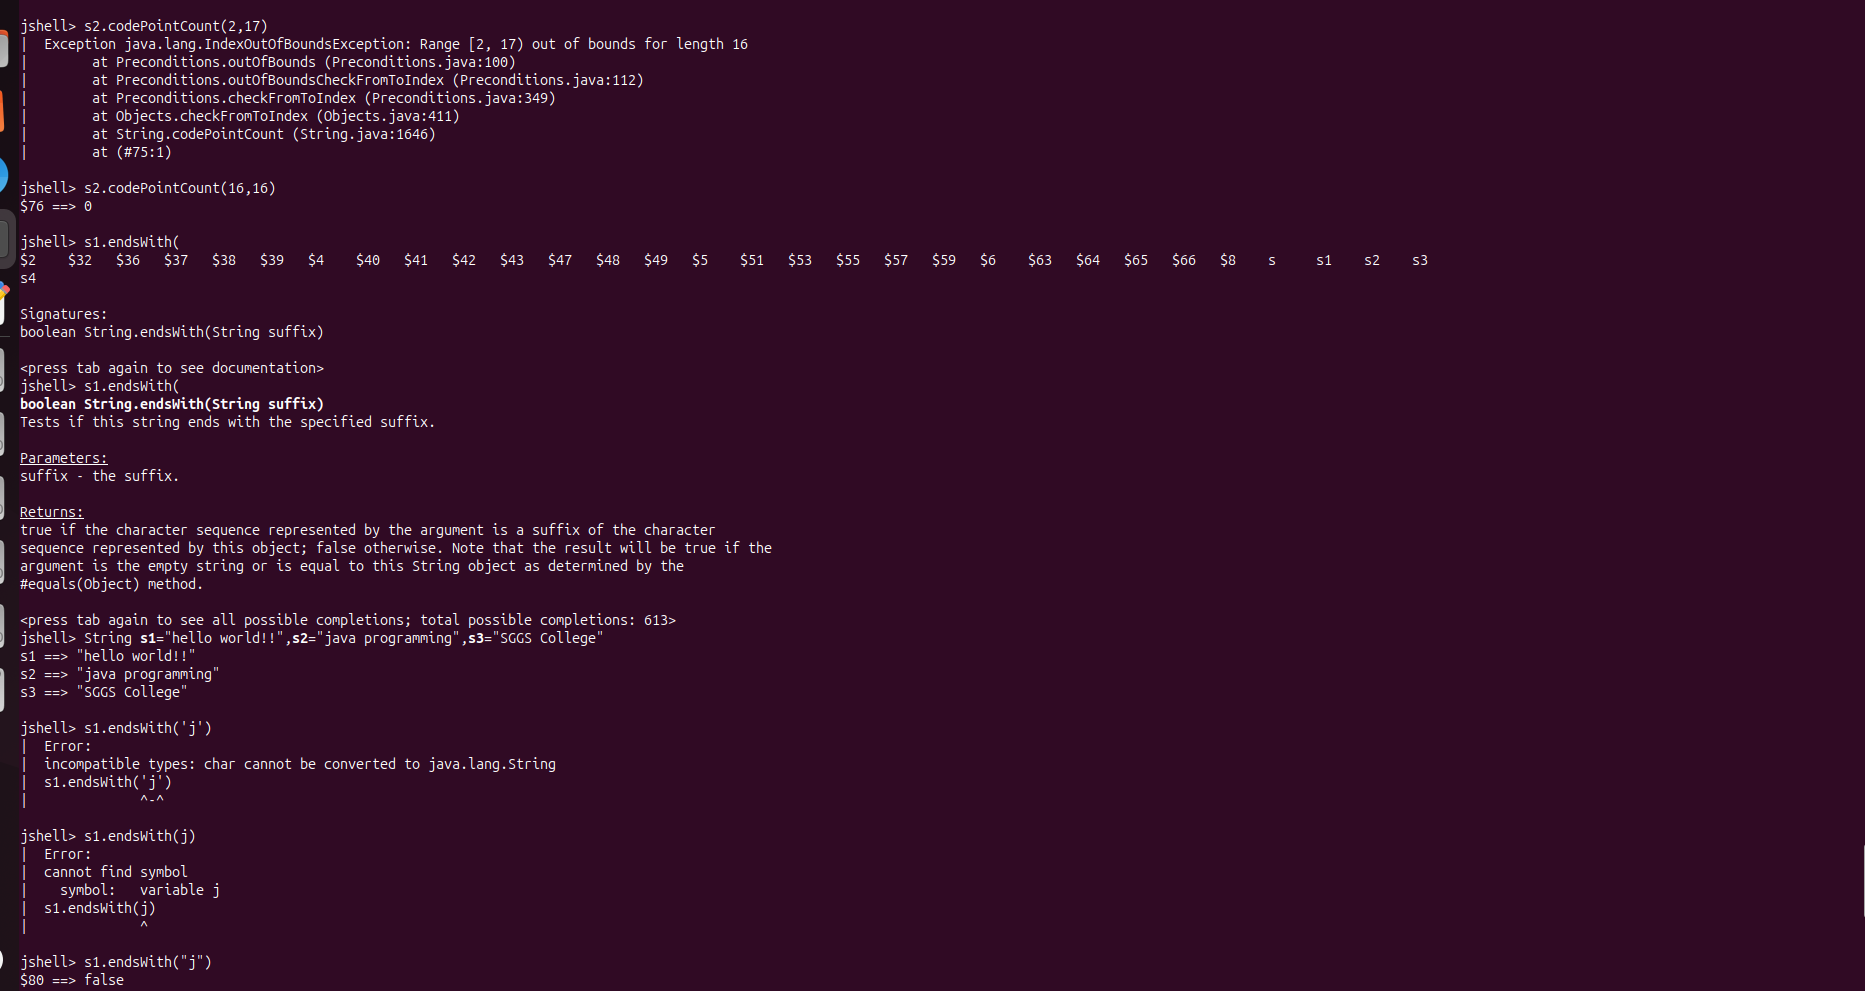 jshell> s2.codePointCount(2,17)
|  Exception java.lang.IndexOutOfBoundsException: Range [2, 17) out of bounds for length 16
|        at Preconditions.outOfBounds (Preconditions.java:100)
|        at Preconditions.outOfBoundsCheckFromToIndex (Preconditions.java:112)
|        at Preconditions.checkFromToIndex (Preconditions.java:349)
|        at Objects.checkFromToIndex (Objects.java:411)
|        at String.codePointCount (String.java:1646)
|        at (#75:1)
jshell> s2.codePointCount(16,16)
$76 ==> 0
jshell> s1.endsWith(
$2    $32   $36   $37   $38   $39   $4    $40   $41   $42   $43   $47   $48   $49   $5    $51   $53   $55   $57   $59   $6    $63   $64   $65   $66   $8    s     s1    s2    s3
s4
Signatures:
boolean String.endsWith(String suffix)
<press tab again to see documentation>
jshell> s1.endsWith(
boolean String.endsWith(String suffix)
Tests if this string ends with the specified suffix.
Parameters:
suffix - the suffix.
Returns:
true if the character sequence represented by the argument is a suffix of the character
sequence represented by this object; false otherwise. Note that the result will be true if the
argument is the empty string or is equal to this String object as determined by the
#equals(Object) method.
<press tab again to see all possible completions; total possible completions: 613>
jshell> String s1="hello world!!",s2="java programming",s3="SGGS College"
s1 ==> "hello world!!"
s2 ==> "java programming"
s3 ==> "SGGS College"
jshell> s1.endsWith('j')
|  Error:
|  incompatible types: char cannot be converted to java.lang.String
|  s1.endsWith('j')
|              ^-^
jshell> s1.endsWith(j)
|  Error:
|  cannot find symbol
|    symbol:   variable j
|  s1.endsWith(j)
|              ^
jshell> s1.endsWith("j")
$80 ==> false